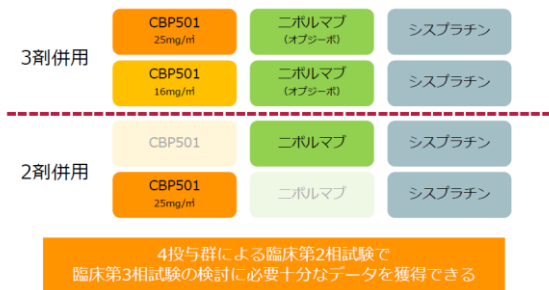 CBP501
25mg/㎡
ニボルマブ
(オプジーボ)
シスプラチン
3剤併用
CBP501
16mg/㎡
ニボルマブ
(オプジーボ)
シスプラチン
CBP501
ニボルマブ
シスプラチン
2剤併用
CBP501
25mg/㎡
ニボルマブ
シスプラチン
4投与群による臨床第2相試験で
臨床第3相試験の検討に必要十分なデータを獲得できる